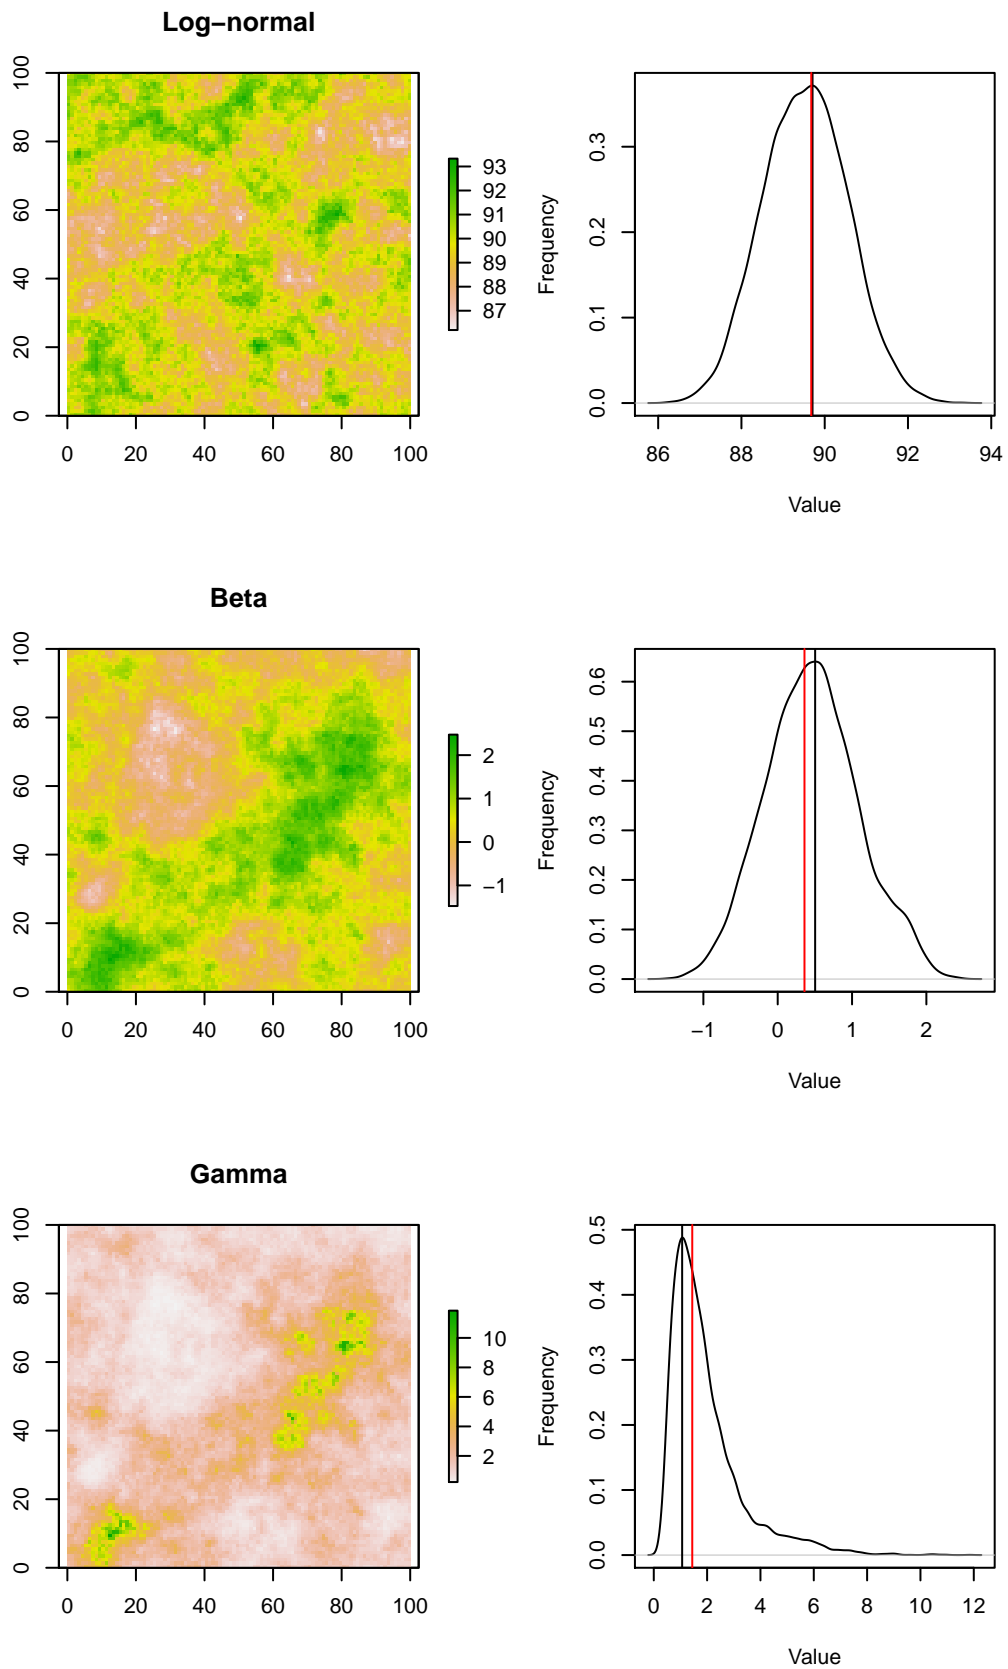 Log−normal
0 20 40 60 80 100
0 20 40 60 80 100
93
92
91
90
89
88
87
Frequency
0.0 0.1 0.2 0.3
86 88 90 92 94
Value
Beta
0 20 40 60 80 100
0 20 40 60 80 100
2
1
0
−1
Frequency
0.0 0.1 0.2 0.3 0.4 0.5 0.6
−1 0 1 2
Value
Gamma
0 20 40 60 80 100
0 20 40 60 80 100
10
8
6
4
2
Frequency
0.0 0.1 0.2 0.3 0.4 0.5
0 2 4 6 8 10 12
Value